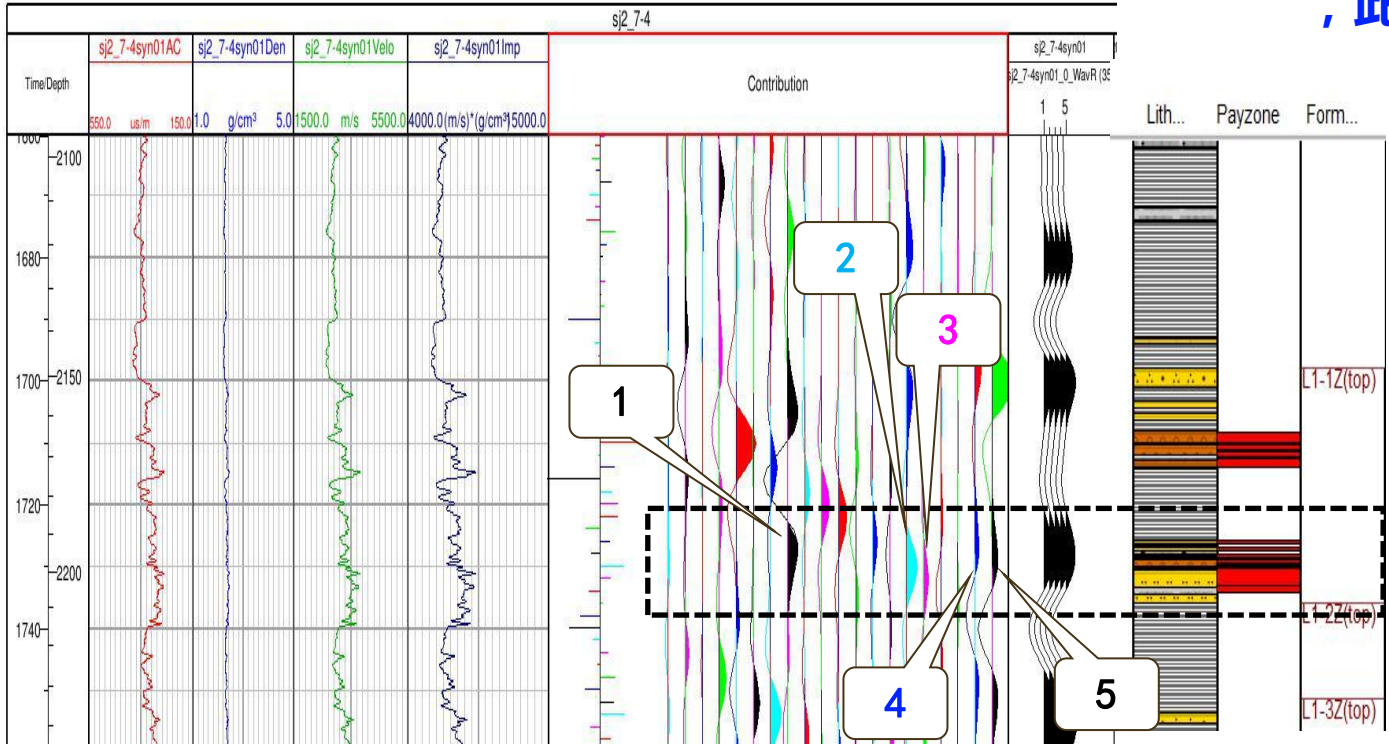 sj2_7-4
，此
sj2_7-4syn01AC
sj2_7-4syn01Den
sj2_7-4syn01Velo
sj2_7-4syn01Imp
sj2_7-4syn01
Time/Depth
Contribution
sj2_7-4syn01_0_WavR (35
550.0 us/m 150.0
1.0 g/cm³ 5.0
1500.0 m/s 5500.0
4000.0(m/s)*(g/cm³)15000.0
1 5
Lith... Payzone Form...
2100
1680
2
3
1700
2150
L1-1Z(top)
1
1720
2200
L1-2Z(top)
1740
4
5
L1-3Z(top)